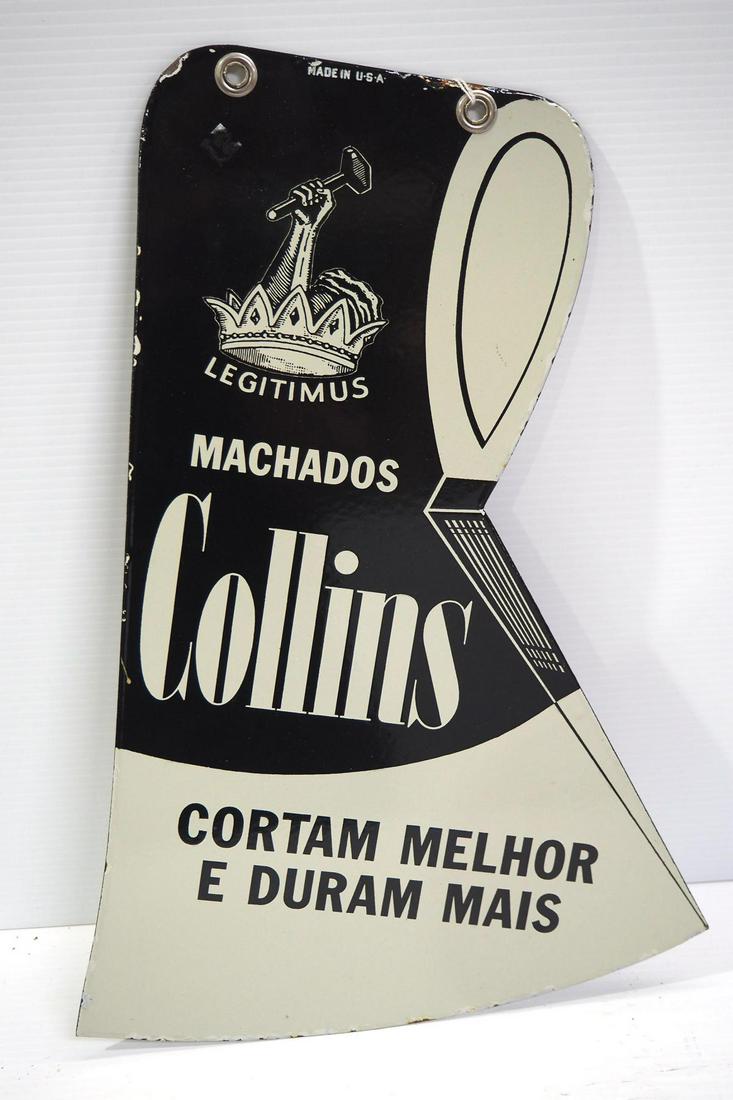 MADE IN U·S·A·
LEGITIMUS
MACHADOS
Collins
CORTAM MELHOR
E DURAM MAIS